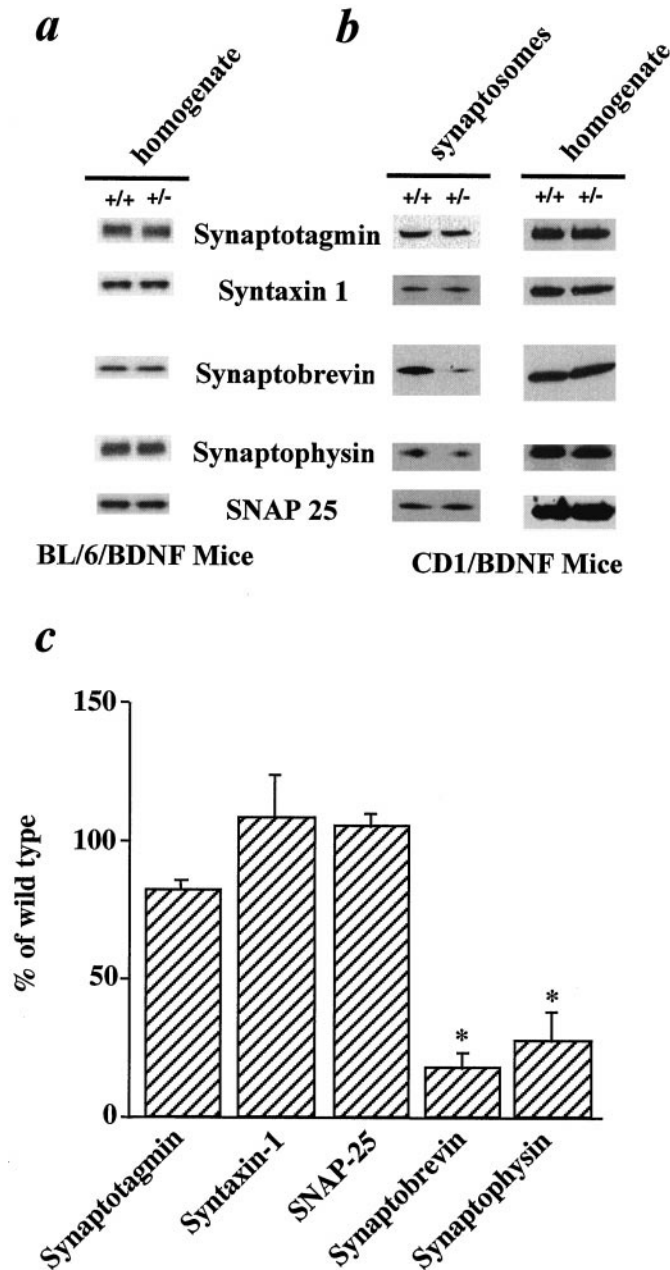 a
b
homogenate
synaptosomes
homogenate
+/+ +/-
+/+ +/-
+/+ +/-
Synaptotagmin
Syntaxin 1
Synaptobrevin
Synaptophysin
SNAP 25
BL/6/BDNF Mice
CD1/BDNF Mice
c
% of wild type
150
100
50
0
*
*
Synaptotagmin
Syntaxin-1
SNAP-25
Synaptobrevin
Synaptophysin